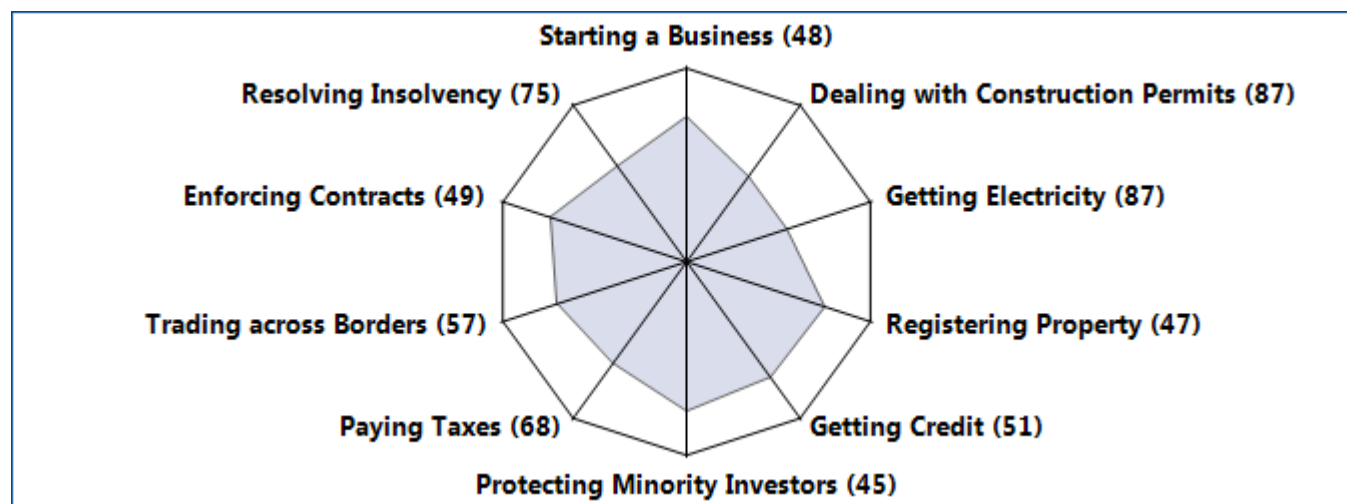 Starting a Business (48)
Resolving Insolvency (75)
Dealing with Construction Permits (87)
Enforcing Contracts (49)
Getting Electricity (87)
Trading across Borders (57)
Registering Property (47)
Paying Taxes (68)
Getting Credit (51)
Protecting Minority Investors (45)